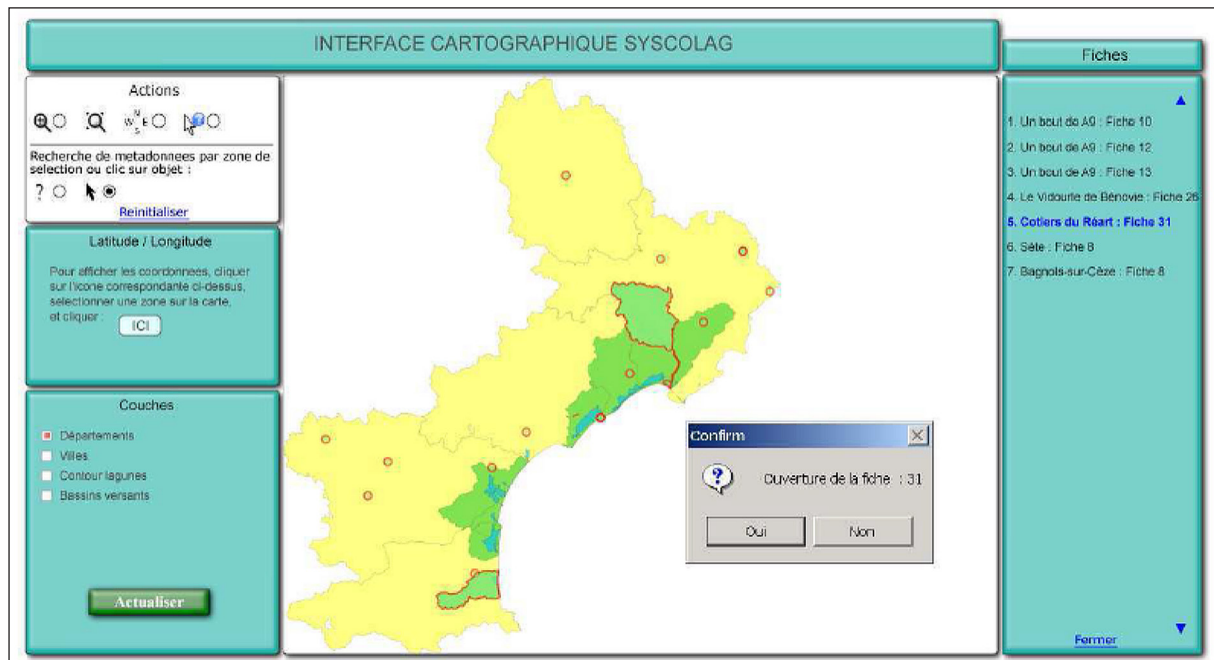 INTERFACE CARTOGRAPHIQUE SYSCOLAG
Actions
N
W E
S
Recherche de metadonnees par zone de
selection ou clic sur objet :
?
Reinitialiser
Latitude / Longitude
Pour afficher les coordonnees, cliquer
sur l'icone correspondante ci-dessus,
selectionner une zone sur la carte,
et cliquer :
ICI
Couches
Départements
Villes
Contour lagunes
Bassins versants
Actualiser
Confirm
Ouverture de la fiche : 31
Oui
Non
Fiches
1. Un bout de A9 : Fiche 10
2. Un bout de A9 : Fiche 12
3. Un bout de A9 : Fiche 13
4. Le Vidourle de Bénovie : Fiche 26
5. Cotiers du Réart : Fiche 31
6. Sète : Fiche 8
7. Bagnols-sur-Cèze : Fiche 8
Fermer